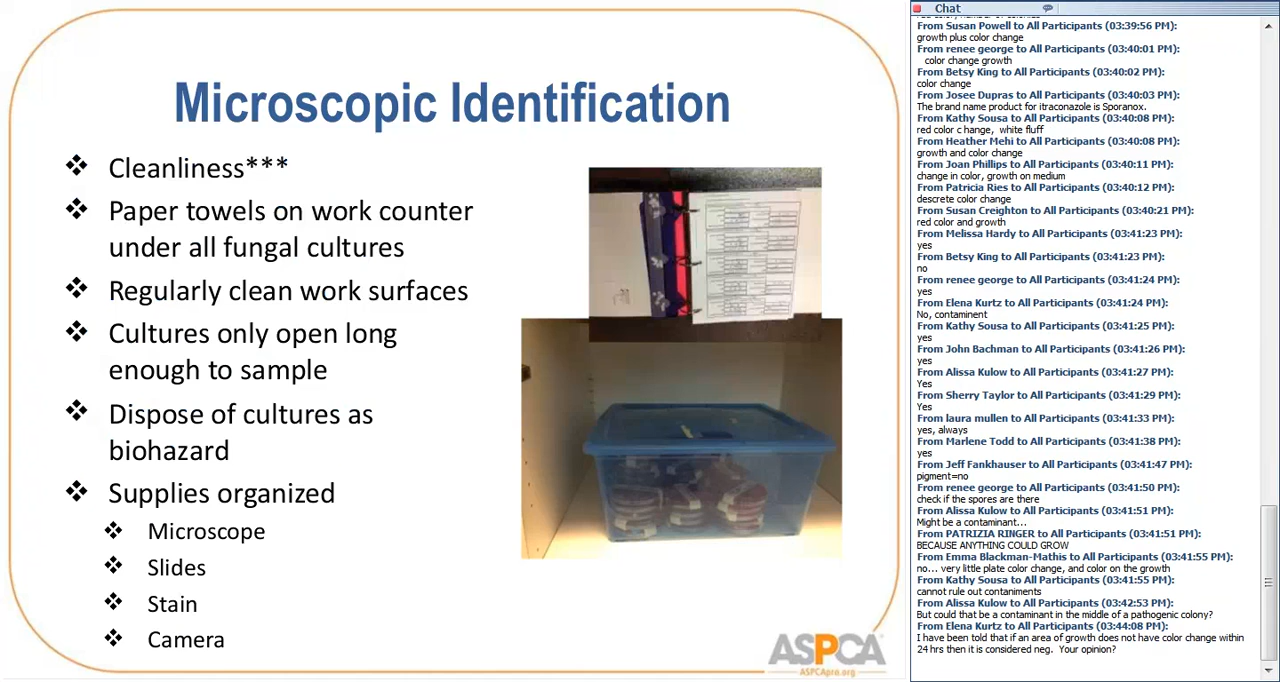 Microscopic Identification
Cleanliness***
Paper towels on work counter
under all fungal cultures
Regularly clean work surfaces
Cultures only open long
enough to sample
Dispose of cultures as
biohazard
Supplies organized
Microscope
Slides
Stain
Camera
ASPCA
ASPCApro.org
Chat
From Susan Powell to All Participants (03:39:56 PM):
growth plus color change
From renee george to All Participants (03:40:01 PM):
color change growth
From Betsy King to All Participants (03:40:02 PM):
color change
From Josee Dupras to All Participants (03:40:03 PM):
The brand name product for itraconazole is Sporanox.
From Kathy Sousa to All Participants (03:40:08 PM):
red color c hange, white fluff
From Heather Mehi to All Participants (03:40:08 PM):
growth and color change
From Joan Phillips to All Participants (03:40:11 PM):
change in color, growth on medium
From Patricia Ries to All Participants (03:40:12 PM):
descrete color change
From Susan Creighton to All Participants (03:40:21 PM):
red color and growth
From Melissa Hardy to All Participants (03:41:23 PM):
yes
From Betsy King to All Participants (03:41:23 PM):
no
From renee george to All Participants (03:41:24 PM):
yes
From Elena Kurtz to All Participants (03:41:24 PM):
No, contaminent
From Kathy Sousa to All Participants (03:41:25 PM):
yes
From John Bachman to All Participants (03:41:26 PM):
yes
From Alissa Kulow to All Participants (03:41:27 PM):
Yes
From Sherry Taylor to All Participants (03:41:29 PM):
Yes
From laura mullen to All Participants (03:41:33 PM):
yes, always
From Marlene Todd to All Participants (03:41:38 PM):
yes
From Jeff Fankhauser to All Participants (03:41:47 PM):
pigment=no
From renee george to All Participants (03:41:50 PM):
check if the spores are there
From Alissa Kulow to All Participants (03:41:51 PM):
Might be a contaminant...
From PATRIZIA RINGER to All Participants (03:41:51 PM):
BECAUSE ANYTHING COULD GROW
From Emma Blackman-Mathis to All Participants (03:41:55 PM):
no... very little plate color change, and color on the growth
From Kathy Sousa to All Participants (03:41:55 PM):
cannot rule out contaniments
From Alissa Kulow to All Participants (03:42:53 PM):
But could that be a contaminant in the middle of a pathogenic colony?
From Elena Kurtz to All Participants (03:44:08 PM):
I have been told that if an area of growth does not have color change within
24 hrs then it is considered neg. Your opinion?